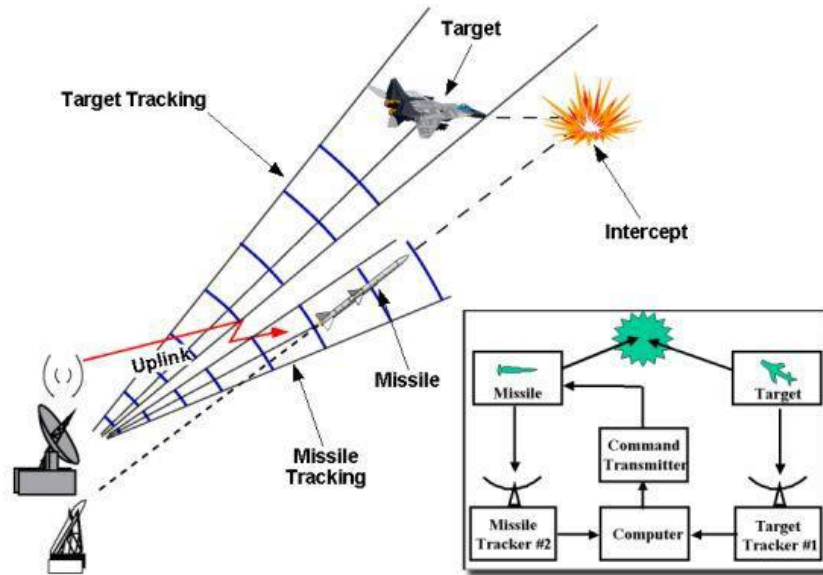 Target
Target Tracking
Intercept
Uplink
Missile
Missile
Tracking
Missile
Target
Command
Transmitter
Missile
Tracker #2
Computer
Target
Tracker #1